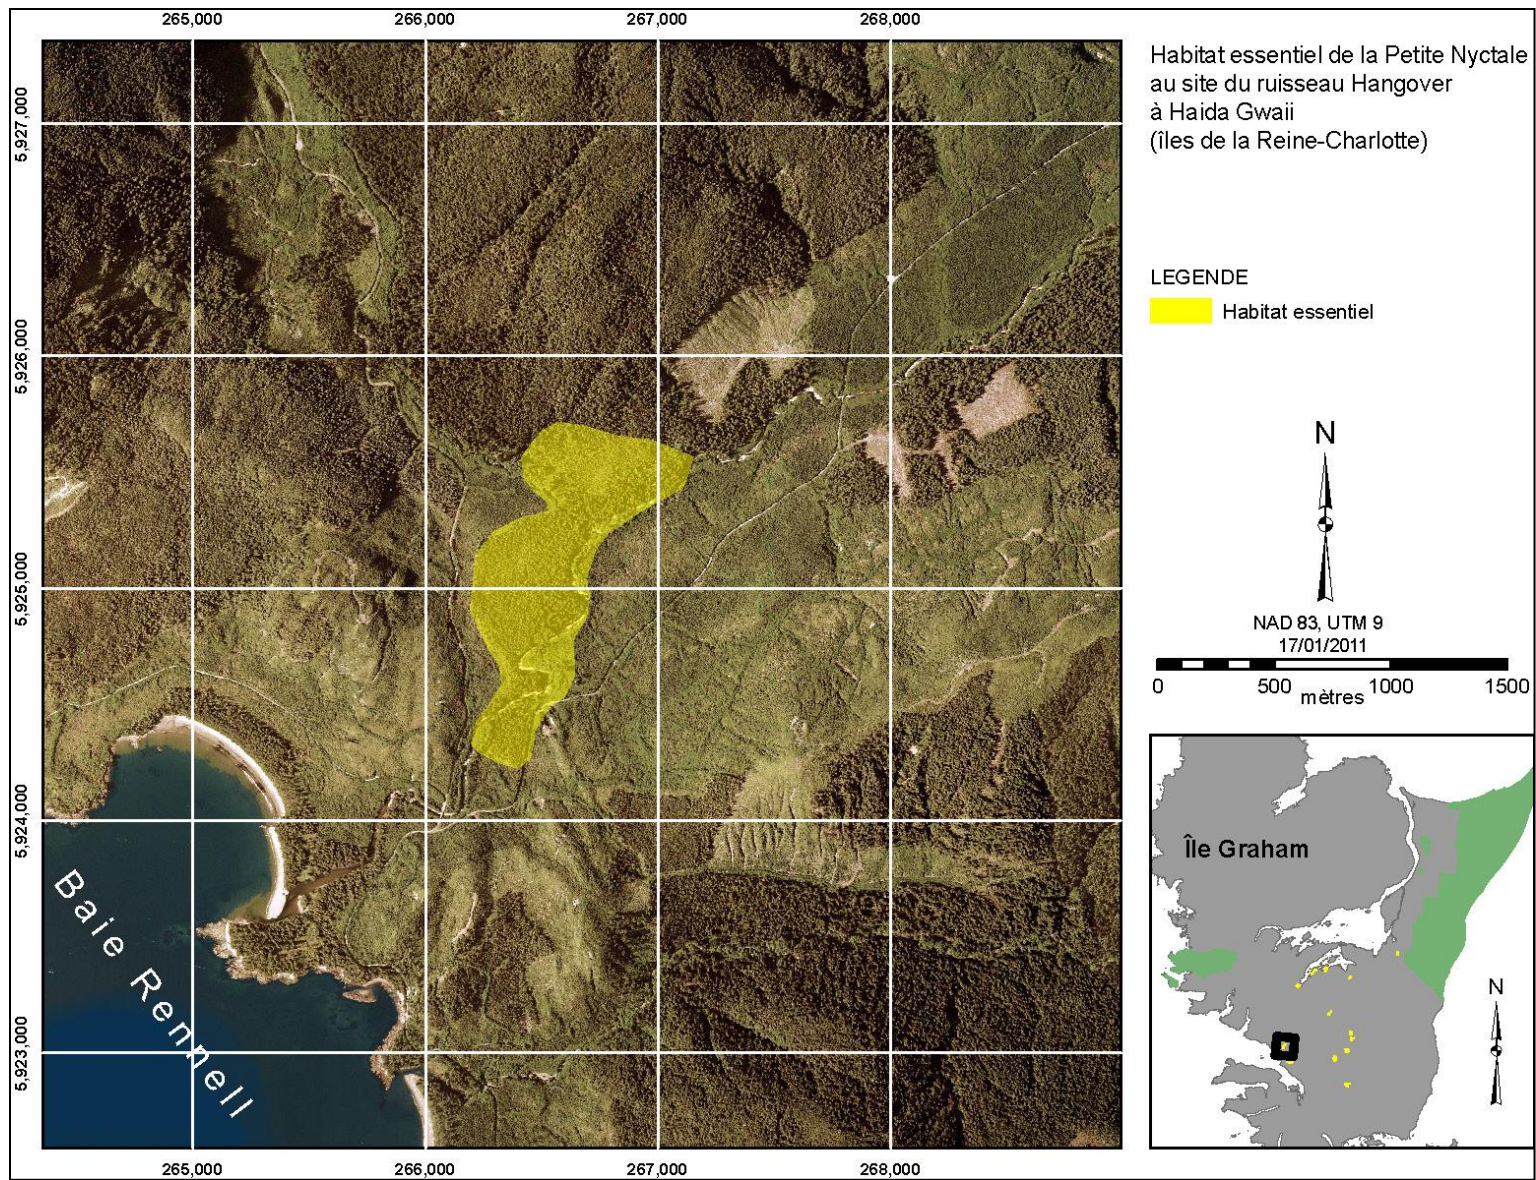 265,000 266,000 267,000 268,000
Habitat essentiel de la Petite Nyctale
au site du ruisseau Hangover
à Haida Gwaii
(îles de la Reine-Charlotte)
5,927,000
LEGENDE
Habitat essentiel
5,926,000
N
5,925,000
NAD 83, UTM 9
17/01/2011
0 500 1000 1500
mètres
5,924,000
Île Graham
Baie Rennell
N
5,923,000
265,000 266,000 267,000 268,000